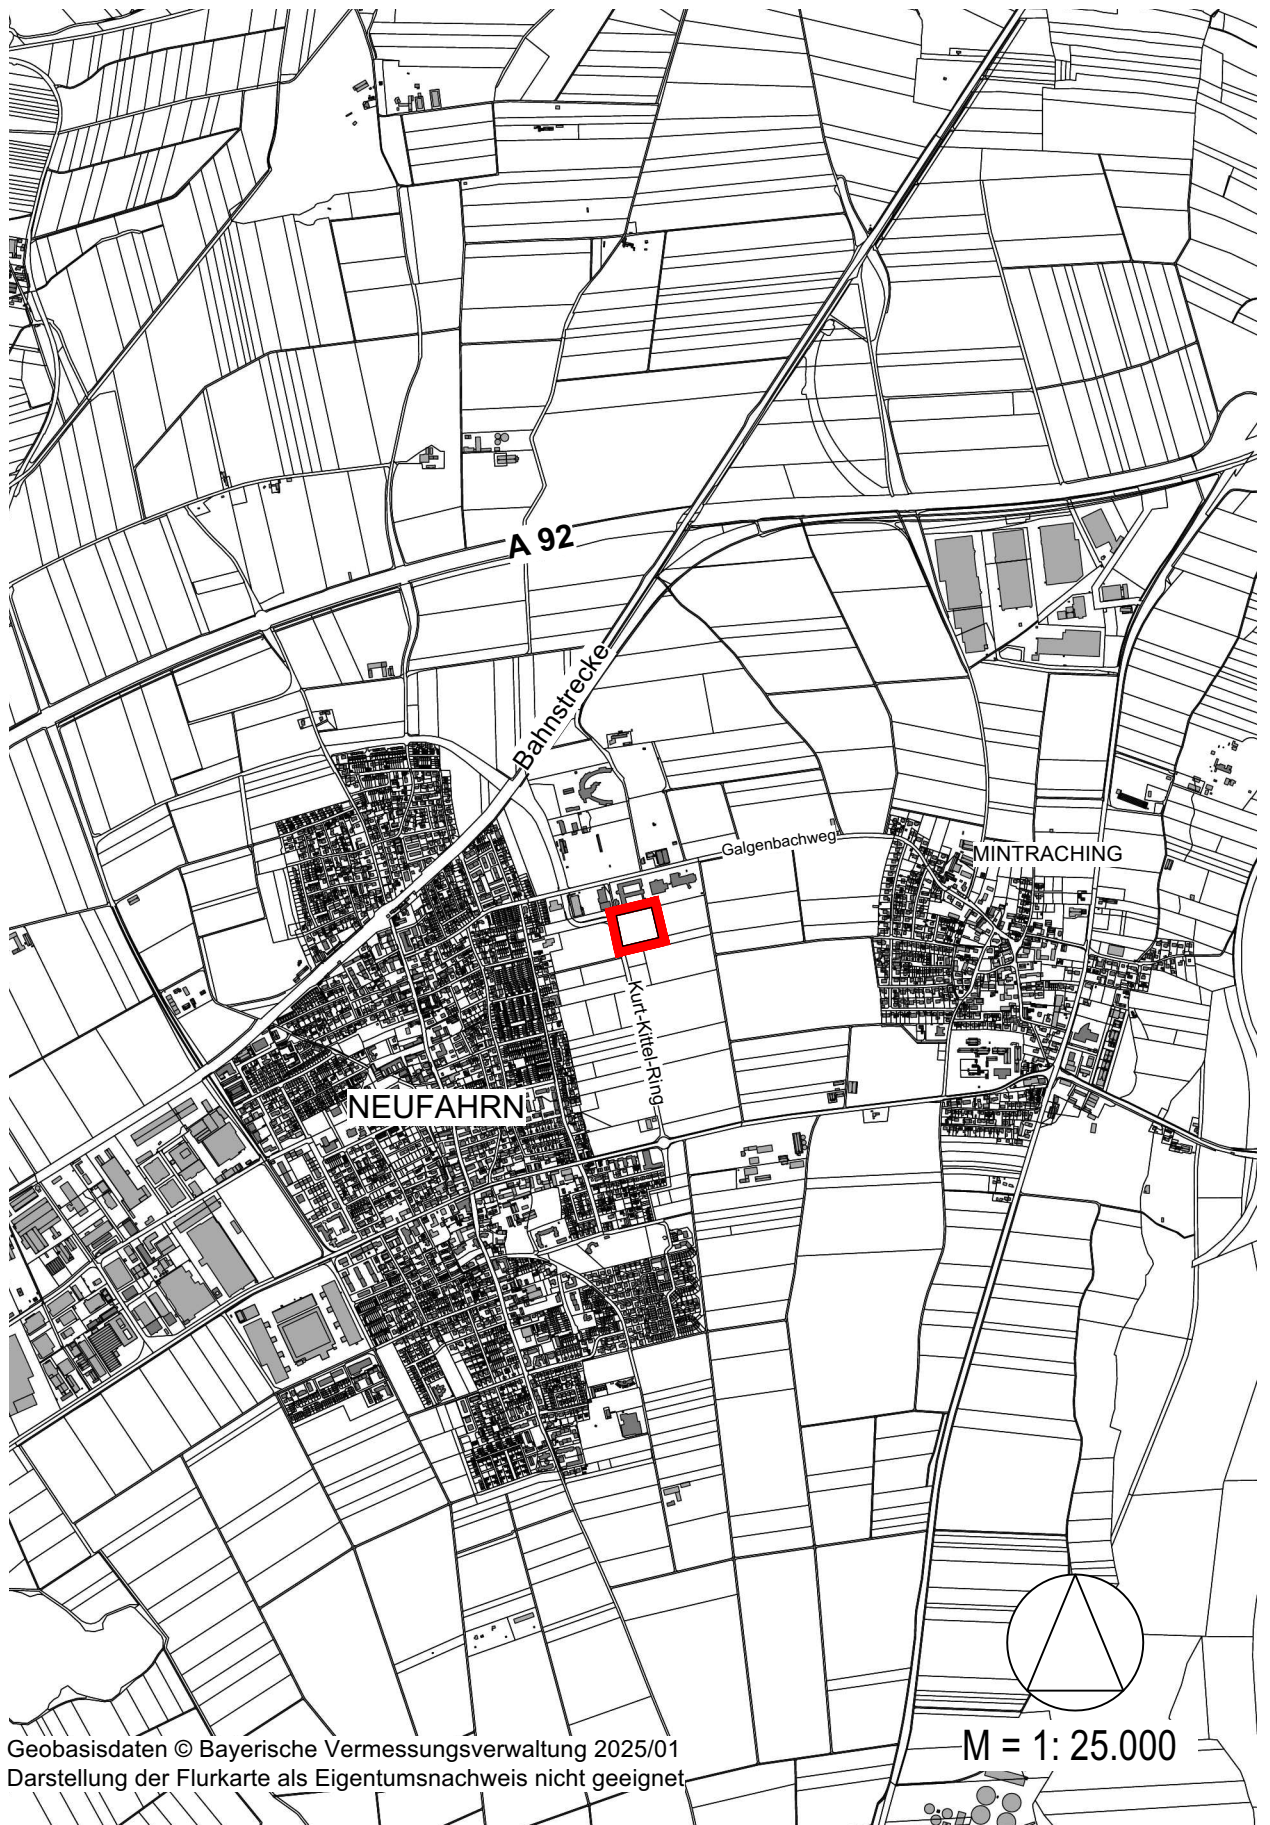 A 92
Bahnstrecke
Galgenbachweg
MINTRACHING
Kurt-Kittel-Ring
NEUFAHRN
M = 1: 25.000
Geobasisdaten © Bayerische Vermessungsverwaltung 2025/01
Darstellung der Flurkarte als Eigentumsnachweis nicht geeignet